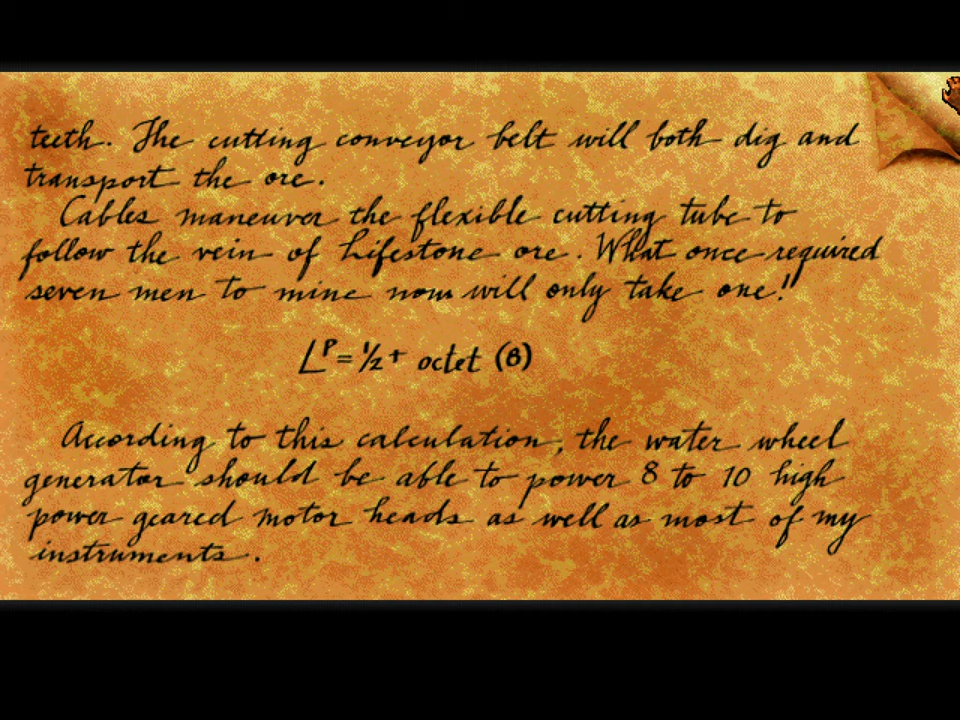 teeth. The cutting conveyor belt will both dig and
transport the ore.
Cables maneuver the flexible cutting tube to
follow the vein of Lifestone ore. What once required
seven men to mine now will only take one!
L^P = 1/2 + octet (8)
According to this calculation, the water wheel
generator should be able to power 8 to 10 high
power geared motor heads as well as most of my
instruments.